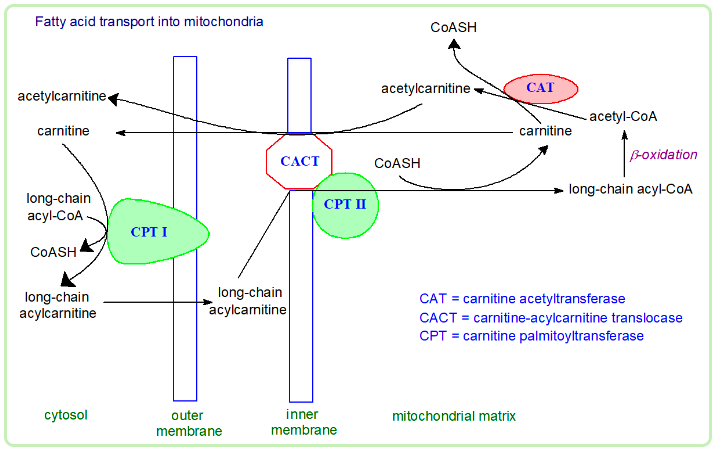 Fatty acid transport into mitochondria
CoASH
acetylcarnitine
acetylcarnitine
CAT
acetyl-CoA
carnitine
carnitine
β-oxidation
CACT
CoASH
long-chain
acyl-CoA
CPT II
long-chain acyl-CoA
CPT I
CoASH
long-chain
acylcarnitine
long-chain
acylcarnitine
CAT = carnitine acetyltransferase
CACT = carnitine-acylcarnitine translocase
CPT = carnitine palmitoyltransferase
cytosol
outer
membrane
inner
membrane
mitochondrial matrix